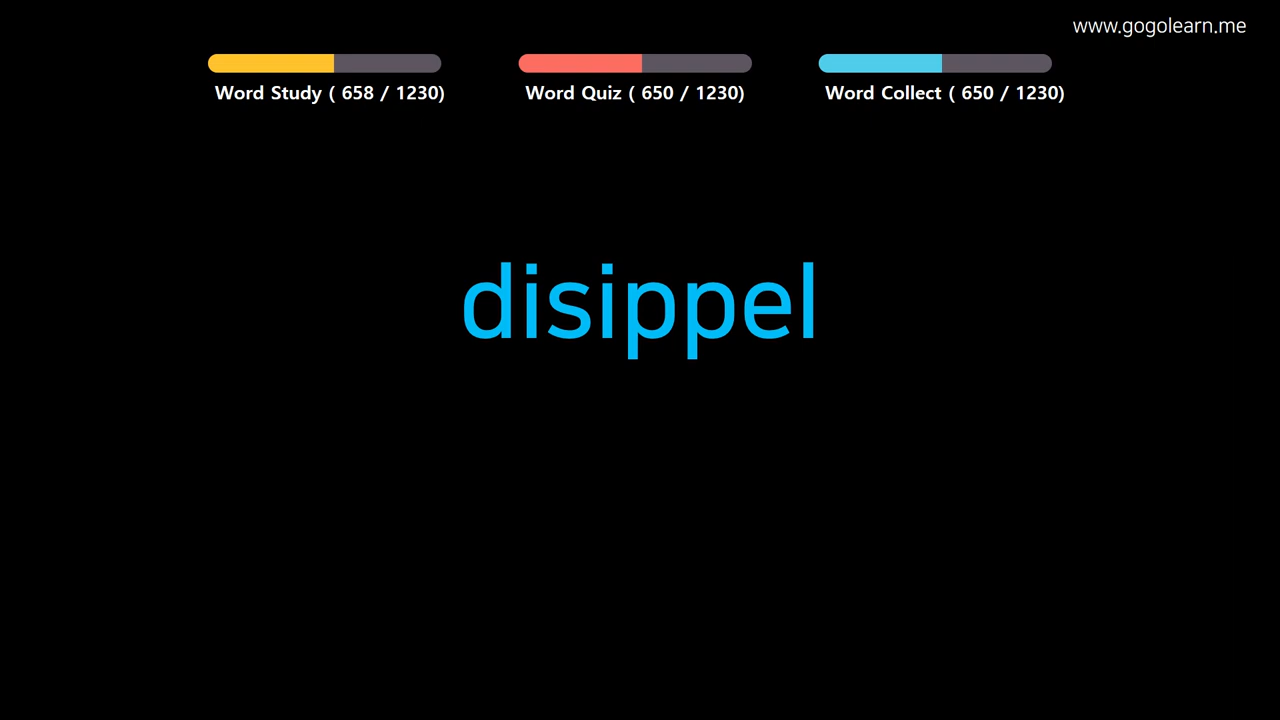 www.gogolearn.me
Word Study ( 658 / 1230)
Word Quiz ( 650 / 1230)
Word Collect ( 650 / 1230)
disippel